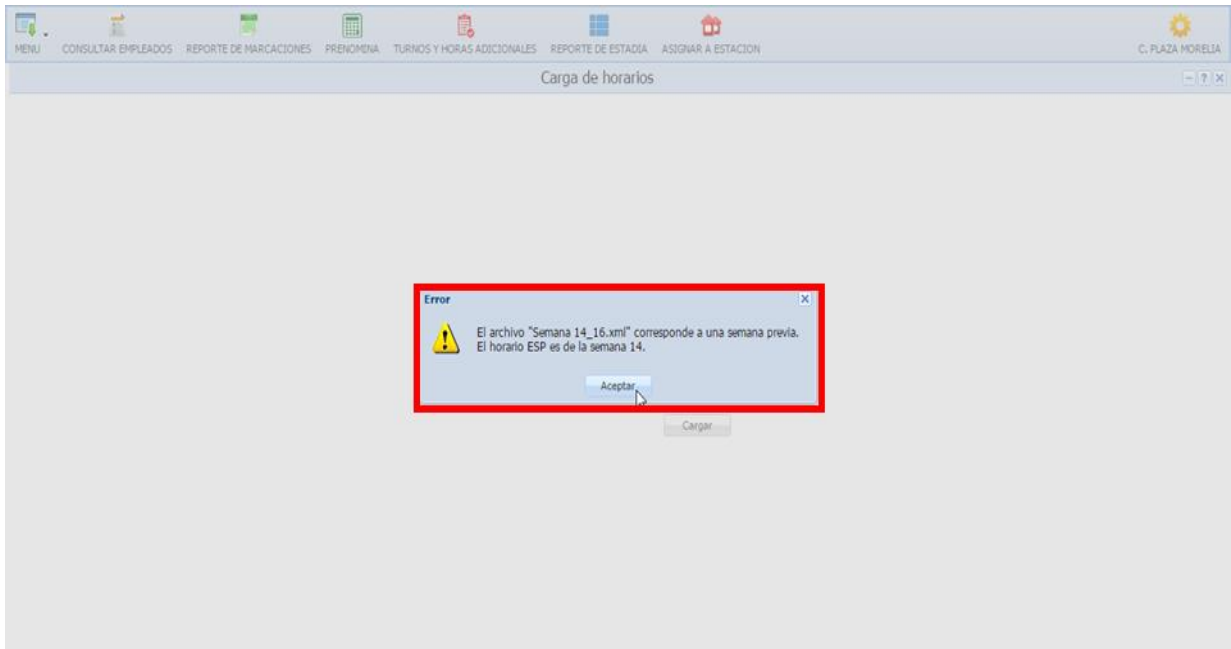 MENU CONSULTAR EMPLEADOS REPORTE DE MARCACIONES PRENOMINA TURNOS Y HORAS ADICIONALES REPORTE DE ESTADIA ASIGNAR A ESTACION C. PLAZA MORELIA
Carga de horarios
Error
El archivo "Semana 14_16.xml" corresponde a una semana previa.
El horario ESP es de la semana 14.
Aceptar
Cargar